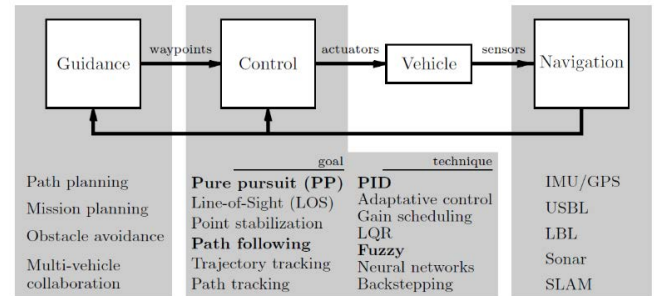 waypoints actuators sensors
Guidance Control Vehicle Navigation
goal technique
Path planning
Mission planning
Obstacle avoidance
Multi-vehicle
collaboration
Pure pursuit (PP)
Line-of-Sight (LOS)
Point stabilization
Path following
Trajectory tracking
Path tracking
PID
Adaptative control
Gain scheduling
LQR
Fuzzy
Neural networks
Backstepping
IMU/GPS
USBL
LBL
Sonar
SLAM